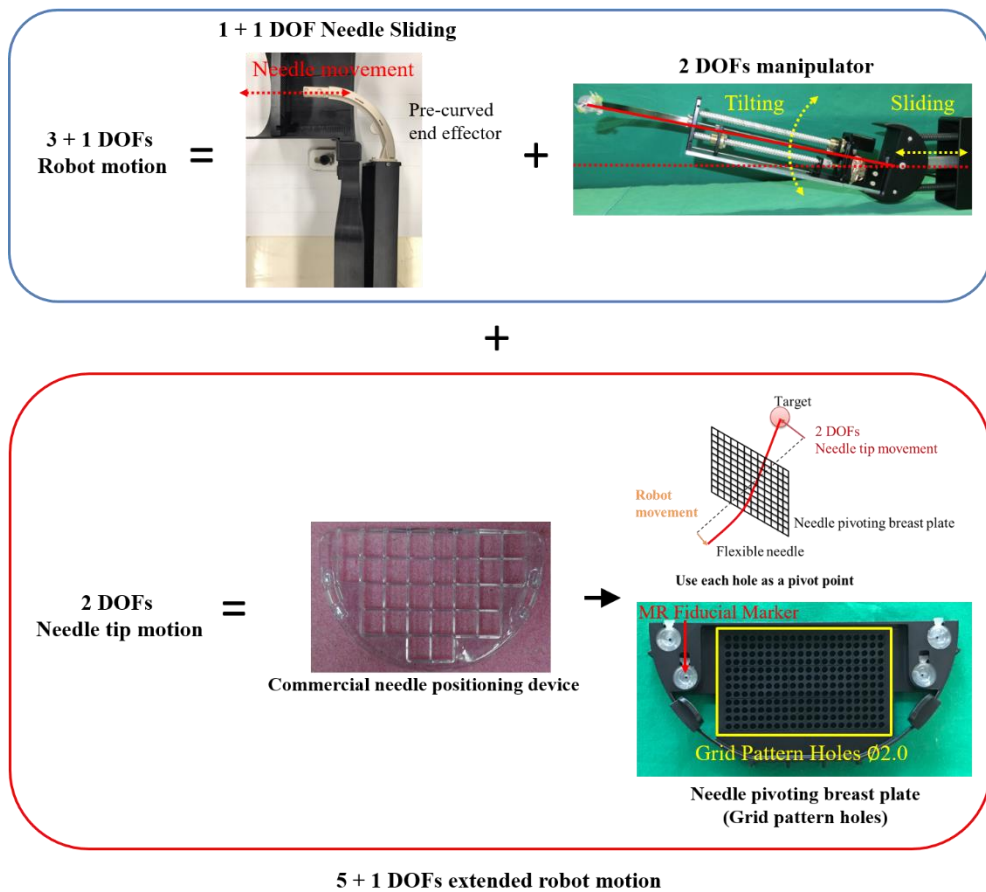 1 + 1 DOF Needle Sliding
Needle movement
Pre-curved
end effector
2 DOFs manipulator
Tilting
Sliding
3 + 1 DOFs
Robot motion
=
+
+
Target
2 DOFs
Needle tip movement
Robot
movement
Needle pivoting breast plate
Flexible needle
Use each hole as a pivot point
2 DOFs
Needle tip motion
=
Commercial needle positioning device
MR Fiducial Marker
Grid Pattern Holes Ø2.0
Needle pivoting breast plate
(Grid pattern holes)
5 + 1 DOFs extended robot motion